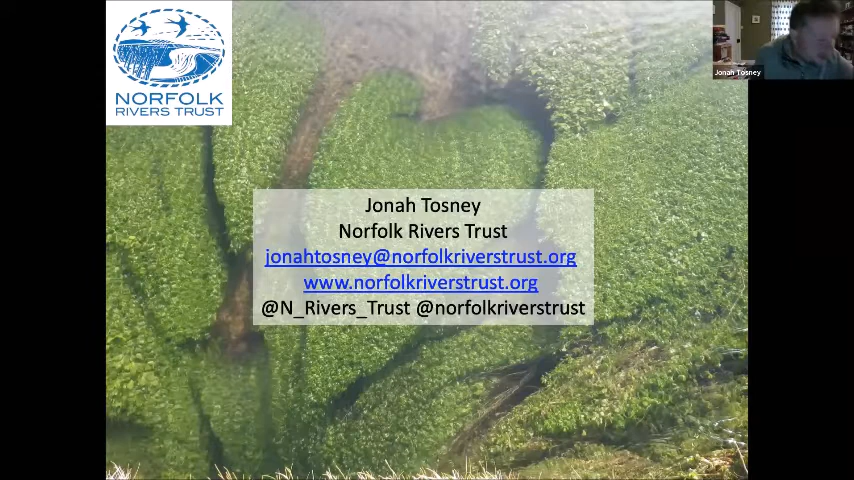 NORFOLK
RIVERS TRUST
Jonah Tosney
Jonah Tosney
Norfolk Rivers Trust
jonahtosney@norfolkriverstrust.org
www.norfolkriverstrust.org
@N_Rivers_Trust @norfolkriverstrust